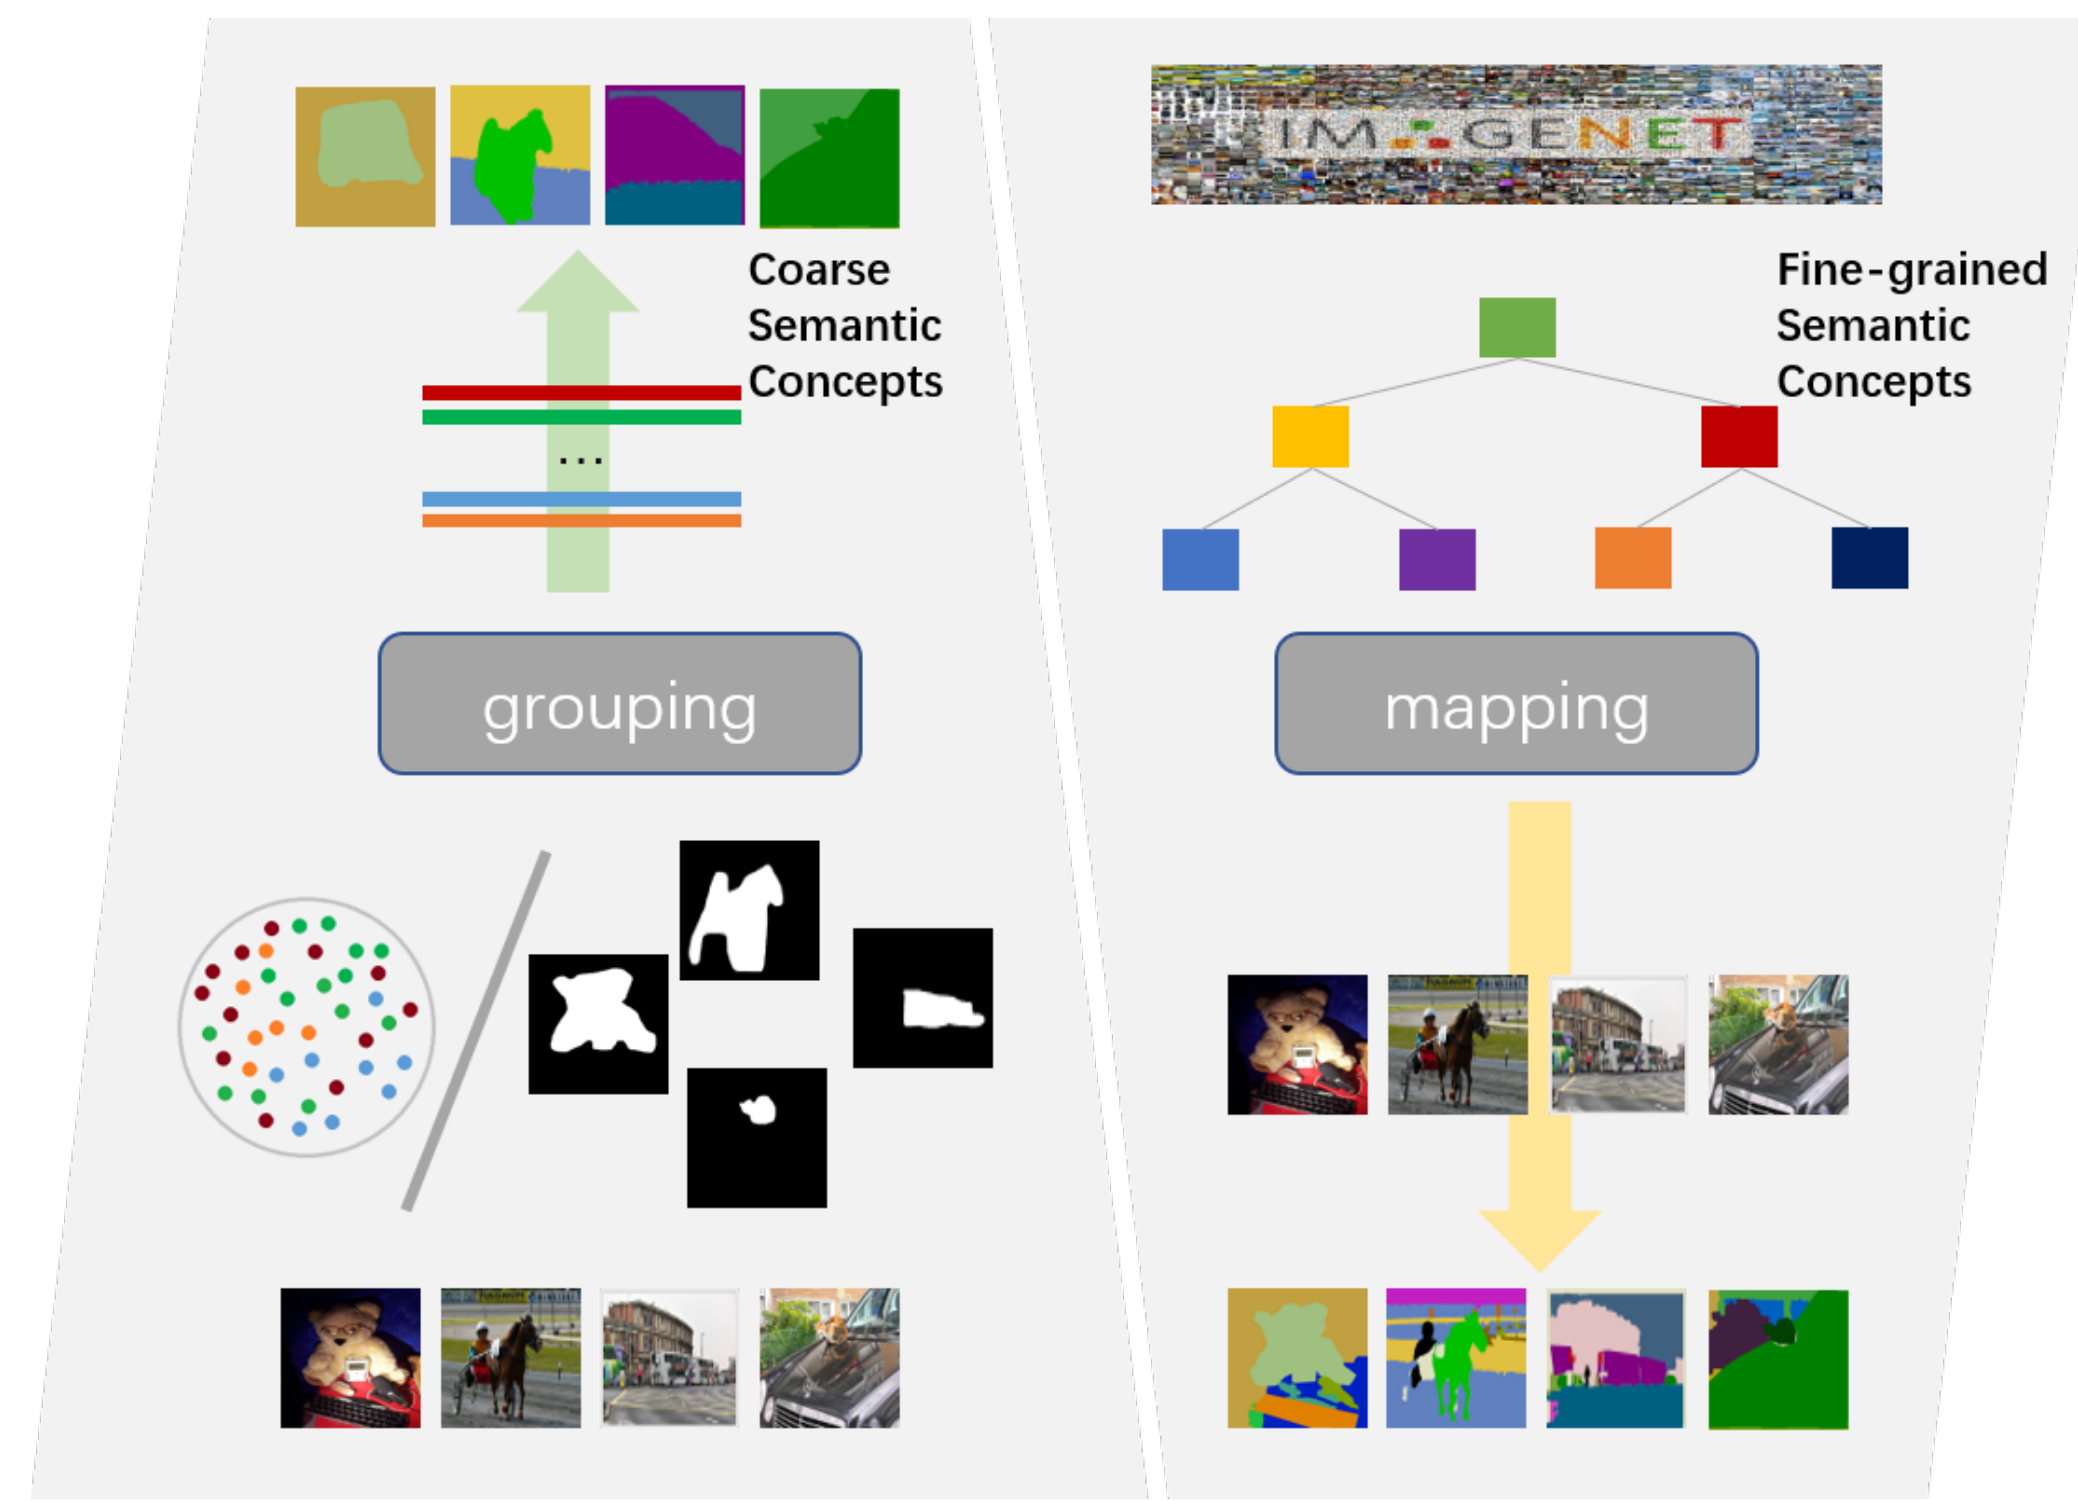 Coarse
Semantic
Concepts
...
grouping
IMAGENET
Fine-grained
Semantic
Concepts
mapping